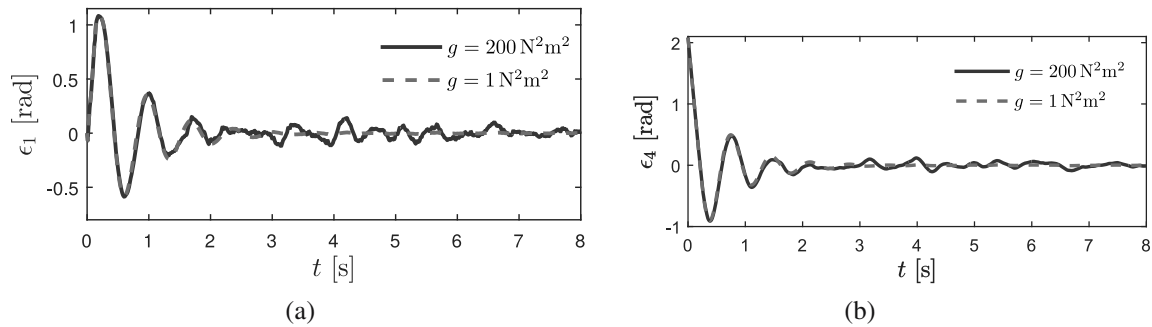 1
0.5
0
-0.5
ϵ₁ [rad]
g = 200 N²m²
g = 1 N²m²
0 1 2 3 4 5 6 7 8
t [s]
(a)
2
1
0
-1
ϵ₄ [rad]
g = 200 N²m²
g = 1 N²m²
0 1 2 3 4 5 6 7 8
t [s]
(b)